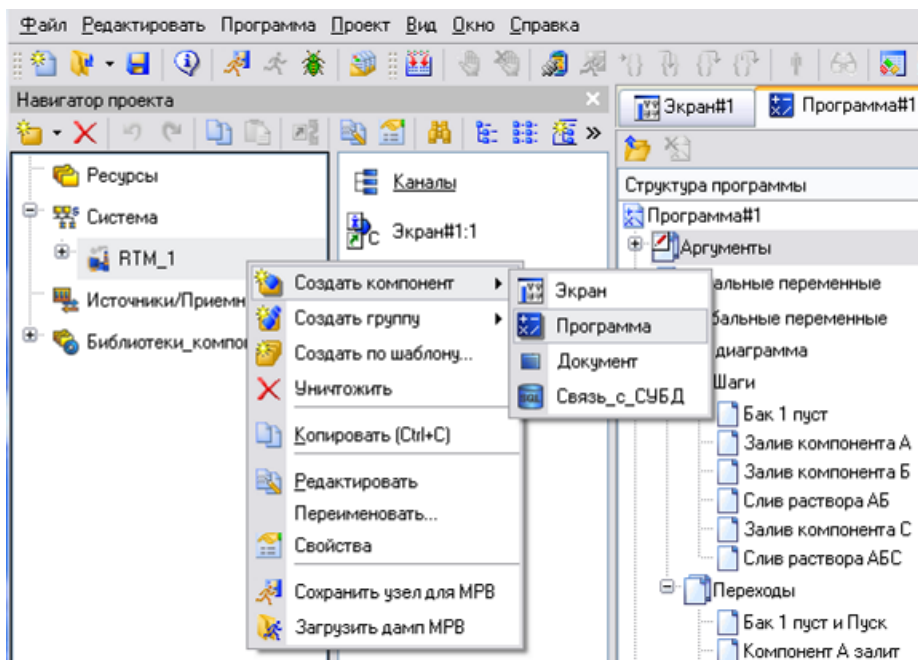 Файл Редактировать Программа Проект Вид Окно Справка
Навигатор проекта
Экран#1
Программа#1
Ресурсы
Система
RTM_1
Источники/Приемн
Библиотеки_компо
Каналы
Экран#1:1
Создать компонент
Создать группу
Создать по шаблону...
Уничтожить
Копировать (Ctrl+C)
Редактировать
Переименовать...
Свойства
Сохранить узел для МРВ
Загрузить дамп МРВ
Экран
Программа
Документ
Связь_с_СУБД
Структура программы
Программа#1
Аргументы
альные переменные
бальные переменные
диаграмма
Шаги
Бак 1 пуст
Залив компонента А
Залив компонента Б
Слив раствора АБ
Залив компонента С
Слив раствора АБС
Переходы
Бак 1 пуст и Пуск
Компонент А залит